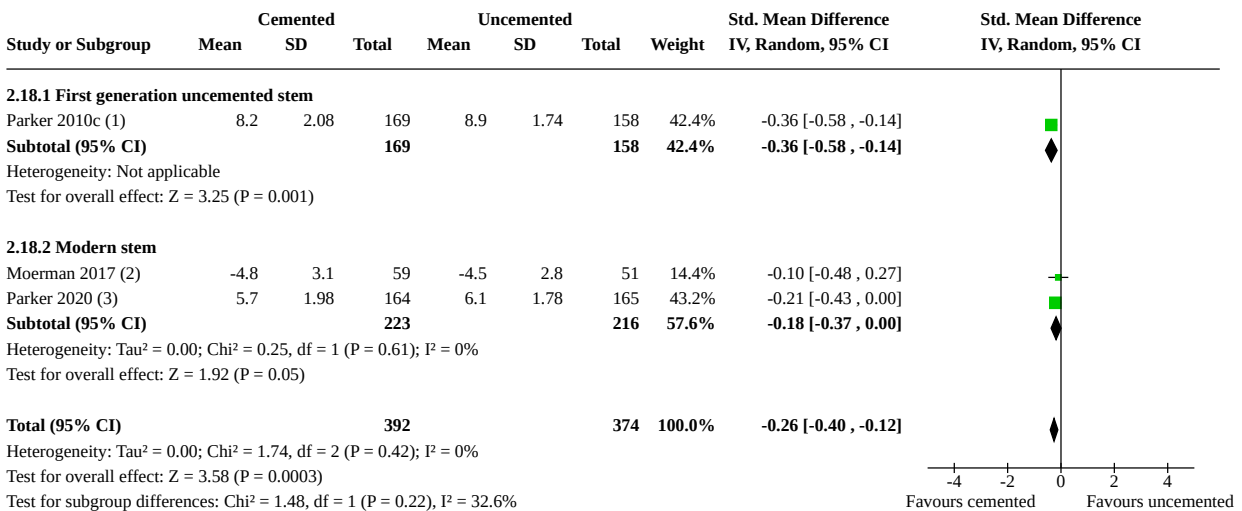 Cemented Uncemented Std. Mean Difference Std. Mean Difference
Study or Subgroup Mean SD Total Mean SD Total Weight IV, Random, 95% CI IV, Random, 95% CI
2.18.1 First generation uncemented stem
Parker 2010c (1) 8.2 2.08 169 8.9 1.74 158 42.4% -0.36 [-0.58 , -0.14]
Subtotal (95% CI) 169 158 42.4% -0.36 [-0.58 , -0.14]
Heterogeneity: Not applicable
Test for overall effect: Z = 3.25 (P = 0.001)
2.18.2 Modern stem
Moerman 2017 (2) -4.8 3.1 59 -4.5 2.8 51 14.4% -0.10 [-0.48 , 0.27]
Parker 2020 (3) 5.7 1.98 164 6.1 1.78 165 43.2% -0.21 [-0.43 , 0.00]
Subtotal (95% CI) 223 216 57.6% -0.18 [-0.37 , 0.00]
Heterogeneity: Tau² = 0.00; Chi² = 0.25, df = 1 (P = 0.61); I² = 0%
Test for overall effect: Z = 1.92 (P = 0.05)
Total (95% CI) 392 374 100.0% -0.26 [-0.40 , -0.12]
Heterogeneity: Tau² = 0.00; Chi² = 1.74, df = 2 (P = 0.42); I² = 0%
Test for overall effect: Z = 3.58 (P = 0.0003)
-4 -2 0 2 4
Test for subgroup differences: Chi² = 1.48, df = 1 (P = 0.22), I² = 32.6%
Favours cemented Favours uncemented